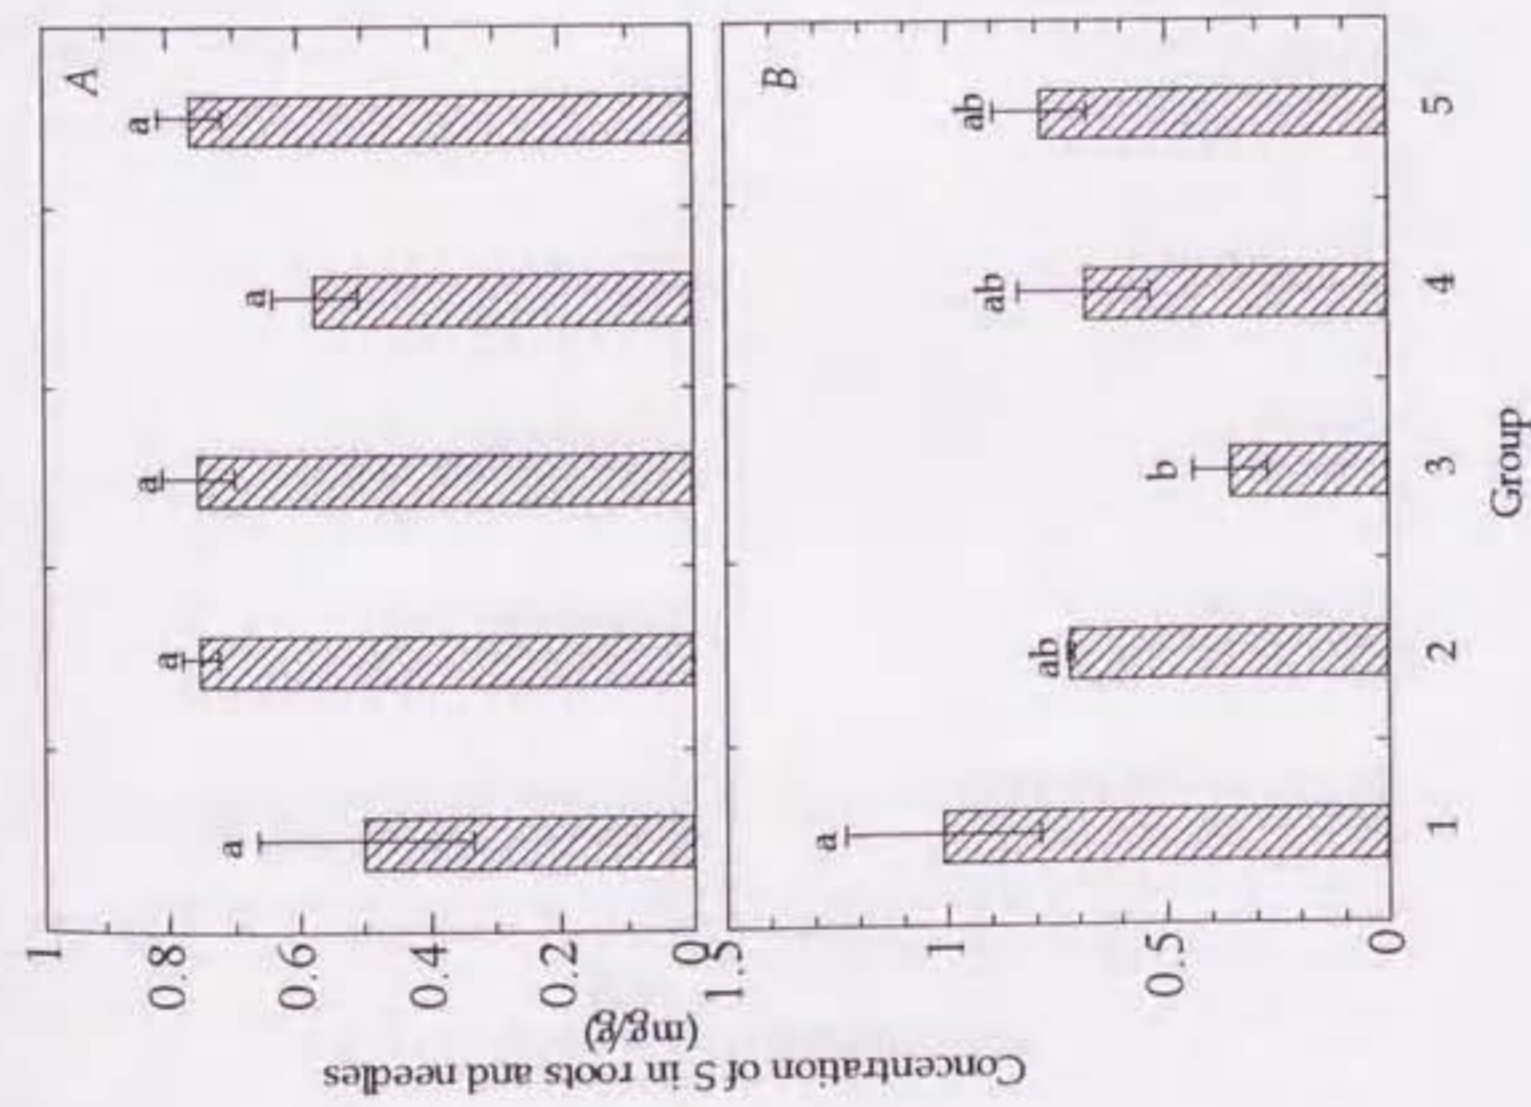 Concentration of S in roots and needles
(mg/g)
A
1
0.8
0.6
0.4
0.2
0
a
a
a
a
a
B
1.5
1
0.5
0
a
ab
b
ab
ab
1 2 3 4 5
Group